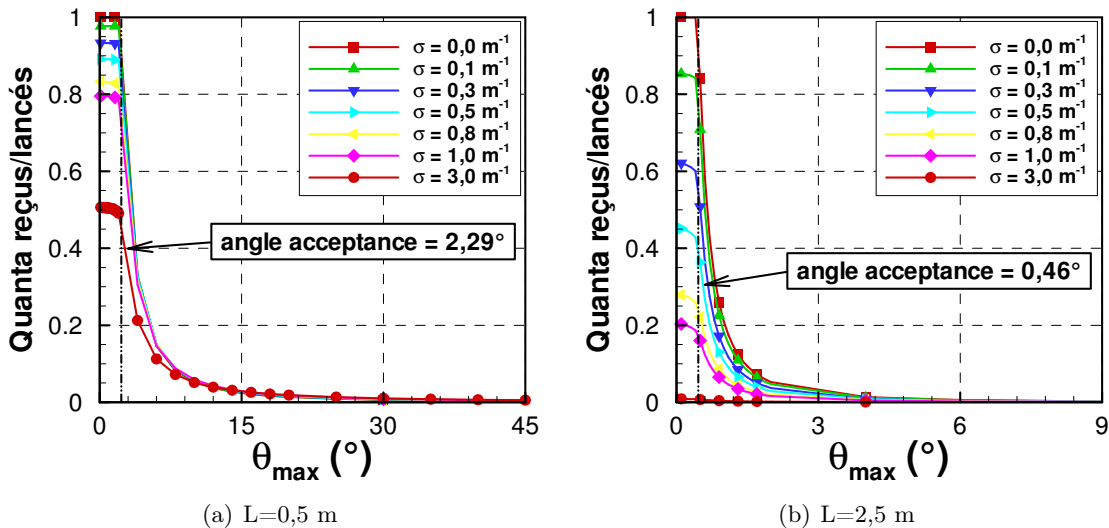 Quanta reçus/lancés
1
0.8
0.6
0.4
0.2
0
0
15
30
45
θmax (°)
σ = 0,0 m-1
σ = 0,1 m-1
σ = 0,3 m-1
σ = 0,5 m-1
σ = 0,8 m-1
σ = 1,0 m-1
σ = 3,0 m-1
angle acceptance = 2,29°
(a) L=0,5 m
Quanta reçus/lancés
1
0.8
0.6
0.4
0.2
0
0
3
6
9
θmax (°)
σ = 0,0 m-1
σ = 0,1 m-1
σ = 0,3 m-1
σ = 0,5 m-1
σ = 0,8 m-1
σ = 1,0 m-1
σ = 3,0 m-1
angle acceptance = 0,46°
(b) L=2,5 m